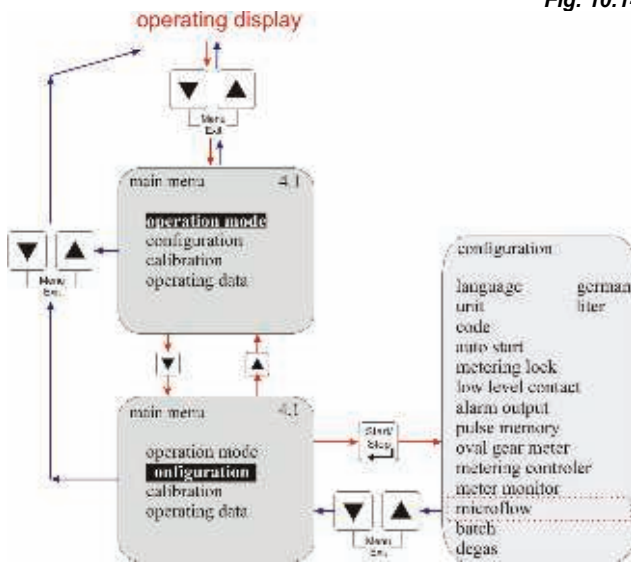 Fig. 10.1
operating display
Menu
Exit
main menu 4.1
operation mode
configuration
calibration
operating data
Menu
Exit
main menu 4.1
operation mode
onfiguration
calibration
operating data
Start/
Stop
Menu
Exit
configuration
language german
unit liter
code
auto start
metering lock
low level contact
alarm output
pulse memory
oval gear meter
metering controler
meter monitor
microflow
batch
degas